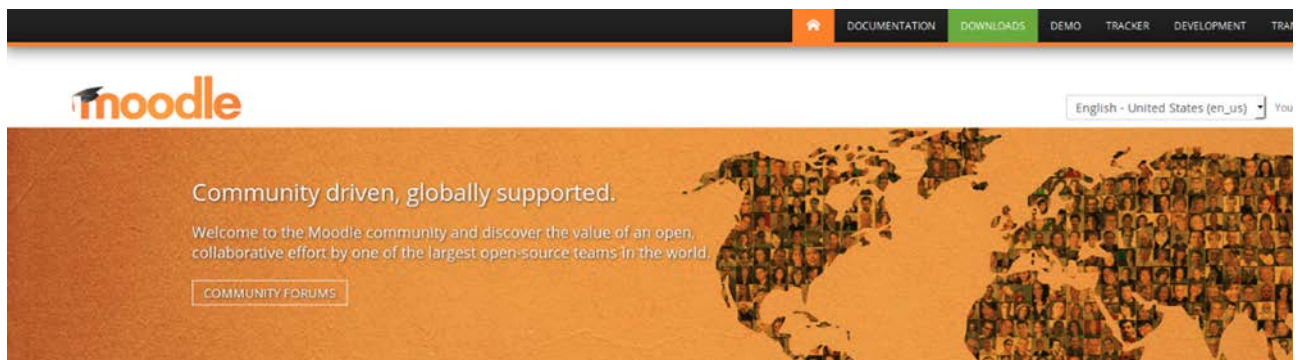 DOCUMENTATION DOWNLOADS DEMO TRACKER DEVELOPMENT
moodle
English - United States (en_us) You
Community driven, globally supported.
Welcome to the Moodle community and discover the value of an open,
collaborative effort by one of the largest open-source teams in the world.
COMMUNITY FORUMS